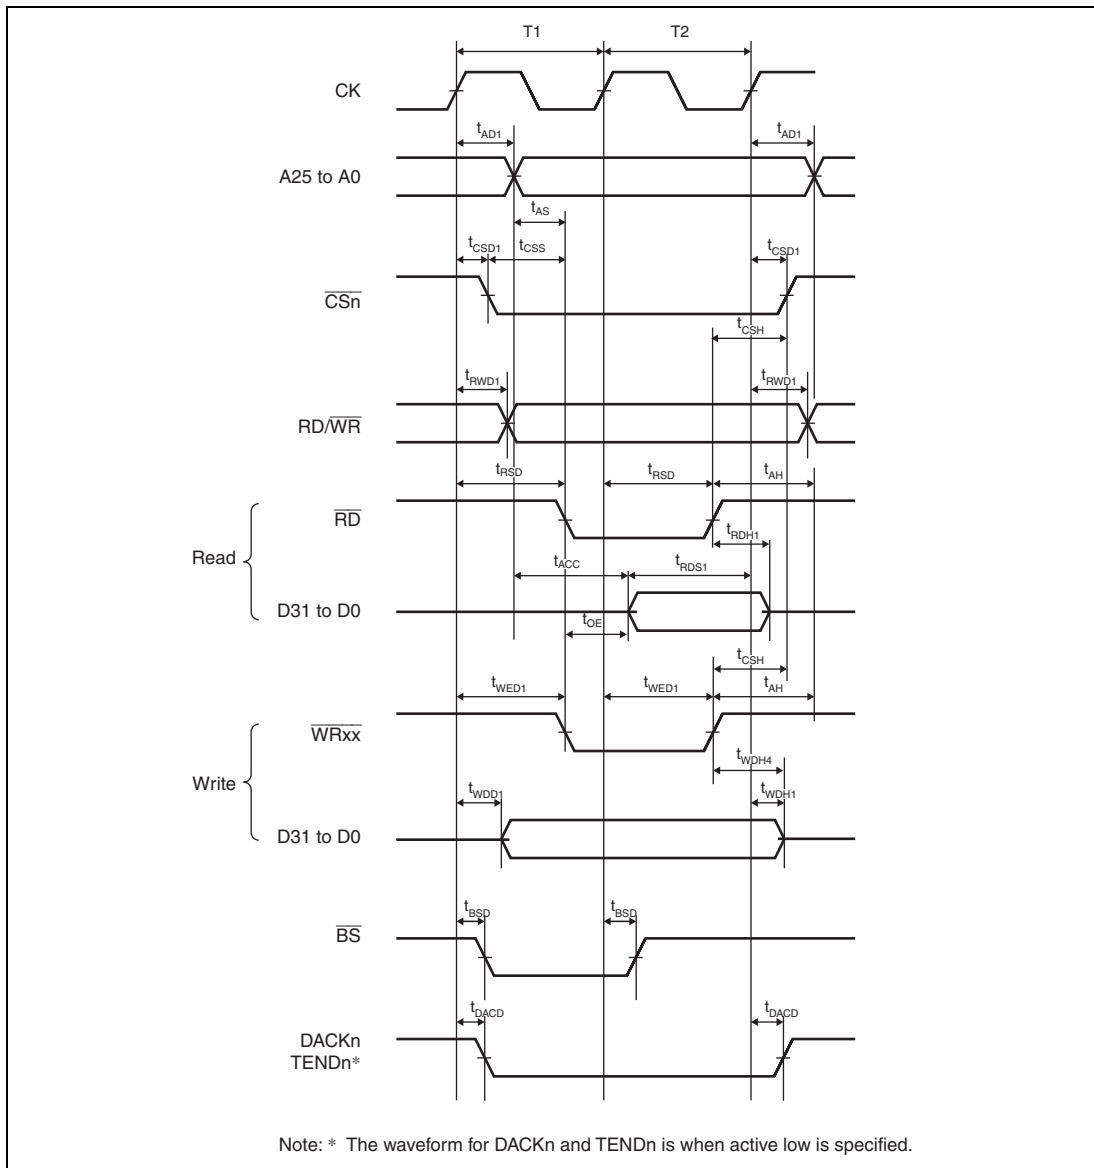 T1 T2
CK
tAD1 tAD1
A25 to A0
tAS
tCSD1 tCSS tCSD1
CSn
tCSH
tRWD1 tRWD1
RD/WR
tRSD tRSD tAH
RD
tRDH1
Read
tACC tRDS1
D31 to D0
tOE
tCSH
tWED1 tWED1 tAH
WRxx
tWDH4
Write
tWDD1 tWDH1
D31 to D0
tBSD tBSD
BS
tDACD tDACD
DACKn
TENDn*
Note: * The waveform for DACKn and TENDn is when active low is specified.